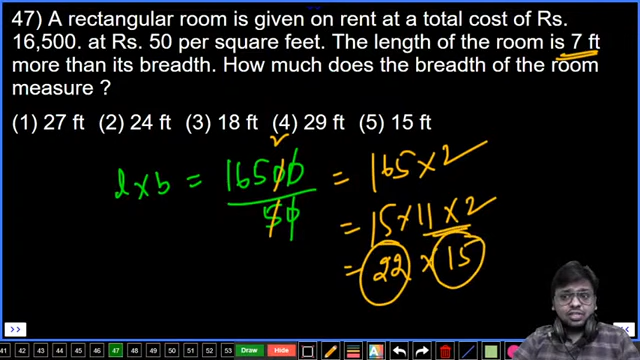 47) A rectangular room is given on rent at a total cost of Rs.
16,500. at Rs. 50 per square feet. The length of the room is 7 ft
more than its breadth. How much does the breadth of the room
measure ?
(1) 27 ft (2) 24 ft (3) 18 ft (4) 29 ft (5) 15 ft
l × b = 16500 / 50 = 165 × 2
= 15 × 11 × 2
= 22 × 15
>> 44 45 46 47 48 49 50 51 52 53 Draw Hide >>